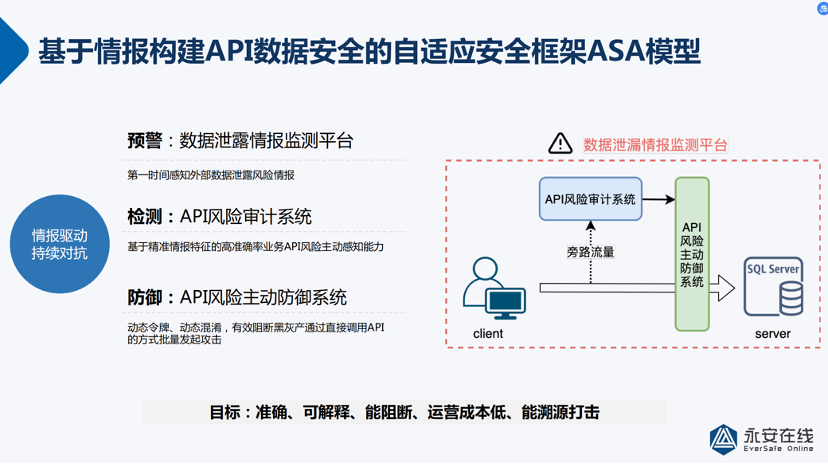 基于情报构建API数据安全的自适应安全框架ASA模型
预警：数据泄露情报监测平台
第一时间感知外部数据泄露风险情报
情报驱动
持续对抗
检测：API风险审计系统
基于精准情报特征的高准确率业务API风险主动感知能力
防御：API风险主动防御系统
动态令牌、动态混淆，有效阻断黑灰产通过直接调用API
的方式批量发起攻击
数据泄漏情报监测平台
API风险审计系统
旁路流量
API
风险
主动
防御
系统
SQL Server
client
server
目标：准确、可解释、能阻断、运营成本低、能溯源打击
永安在线
EverSafe Online